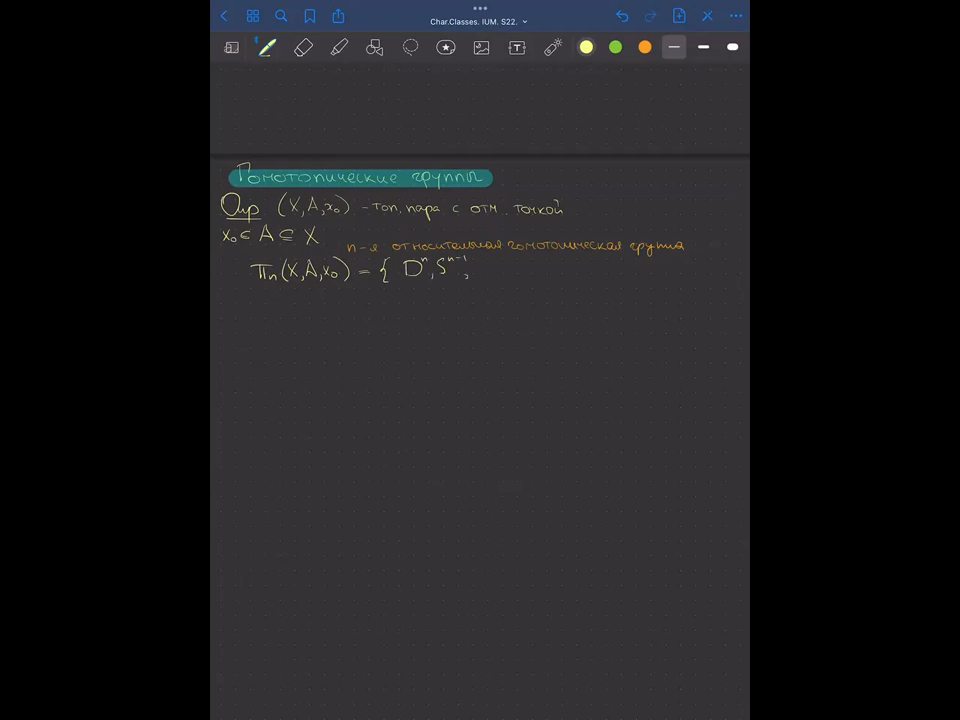 Char.Classes. IUM. S22.
Гомотопические группы
Опр (X,A,x₀) - топ. пара с отм. точкой
x₀ ∈ A ⊆ X
n-я относительная гомотопическая группа
πₙ(X,A,x₀) = { Dⁿ, Sⁿ⁻¹,